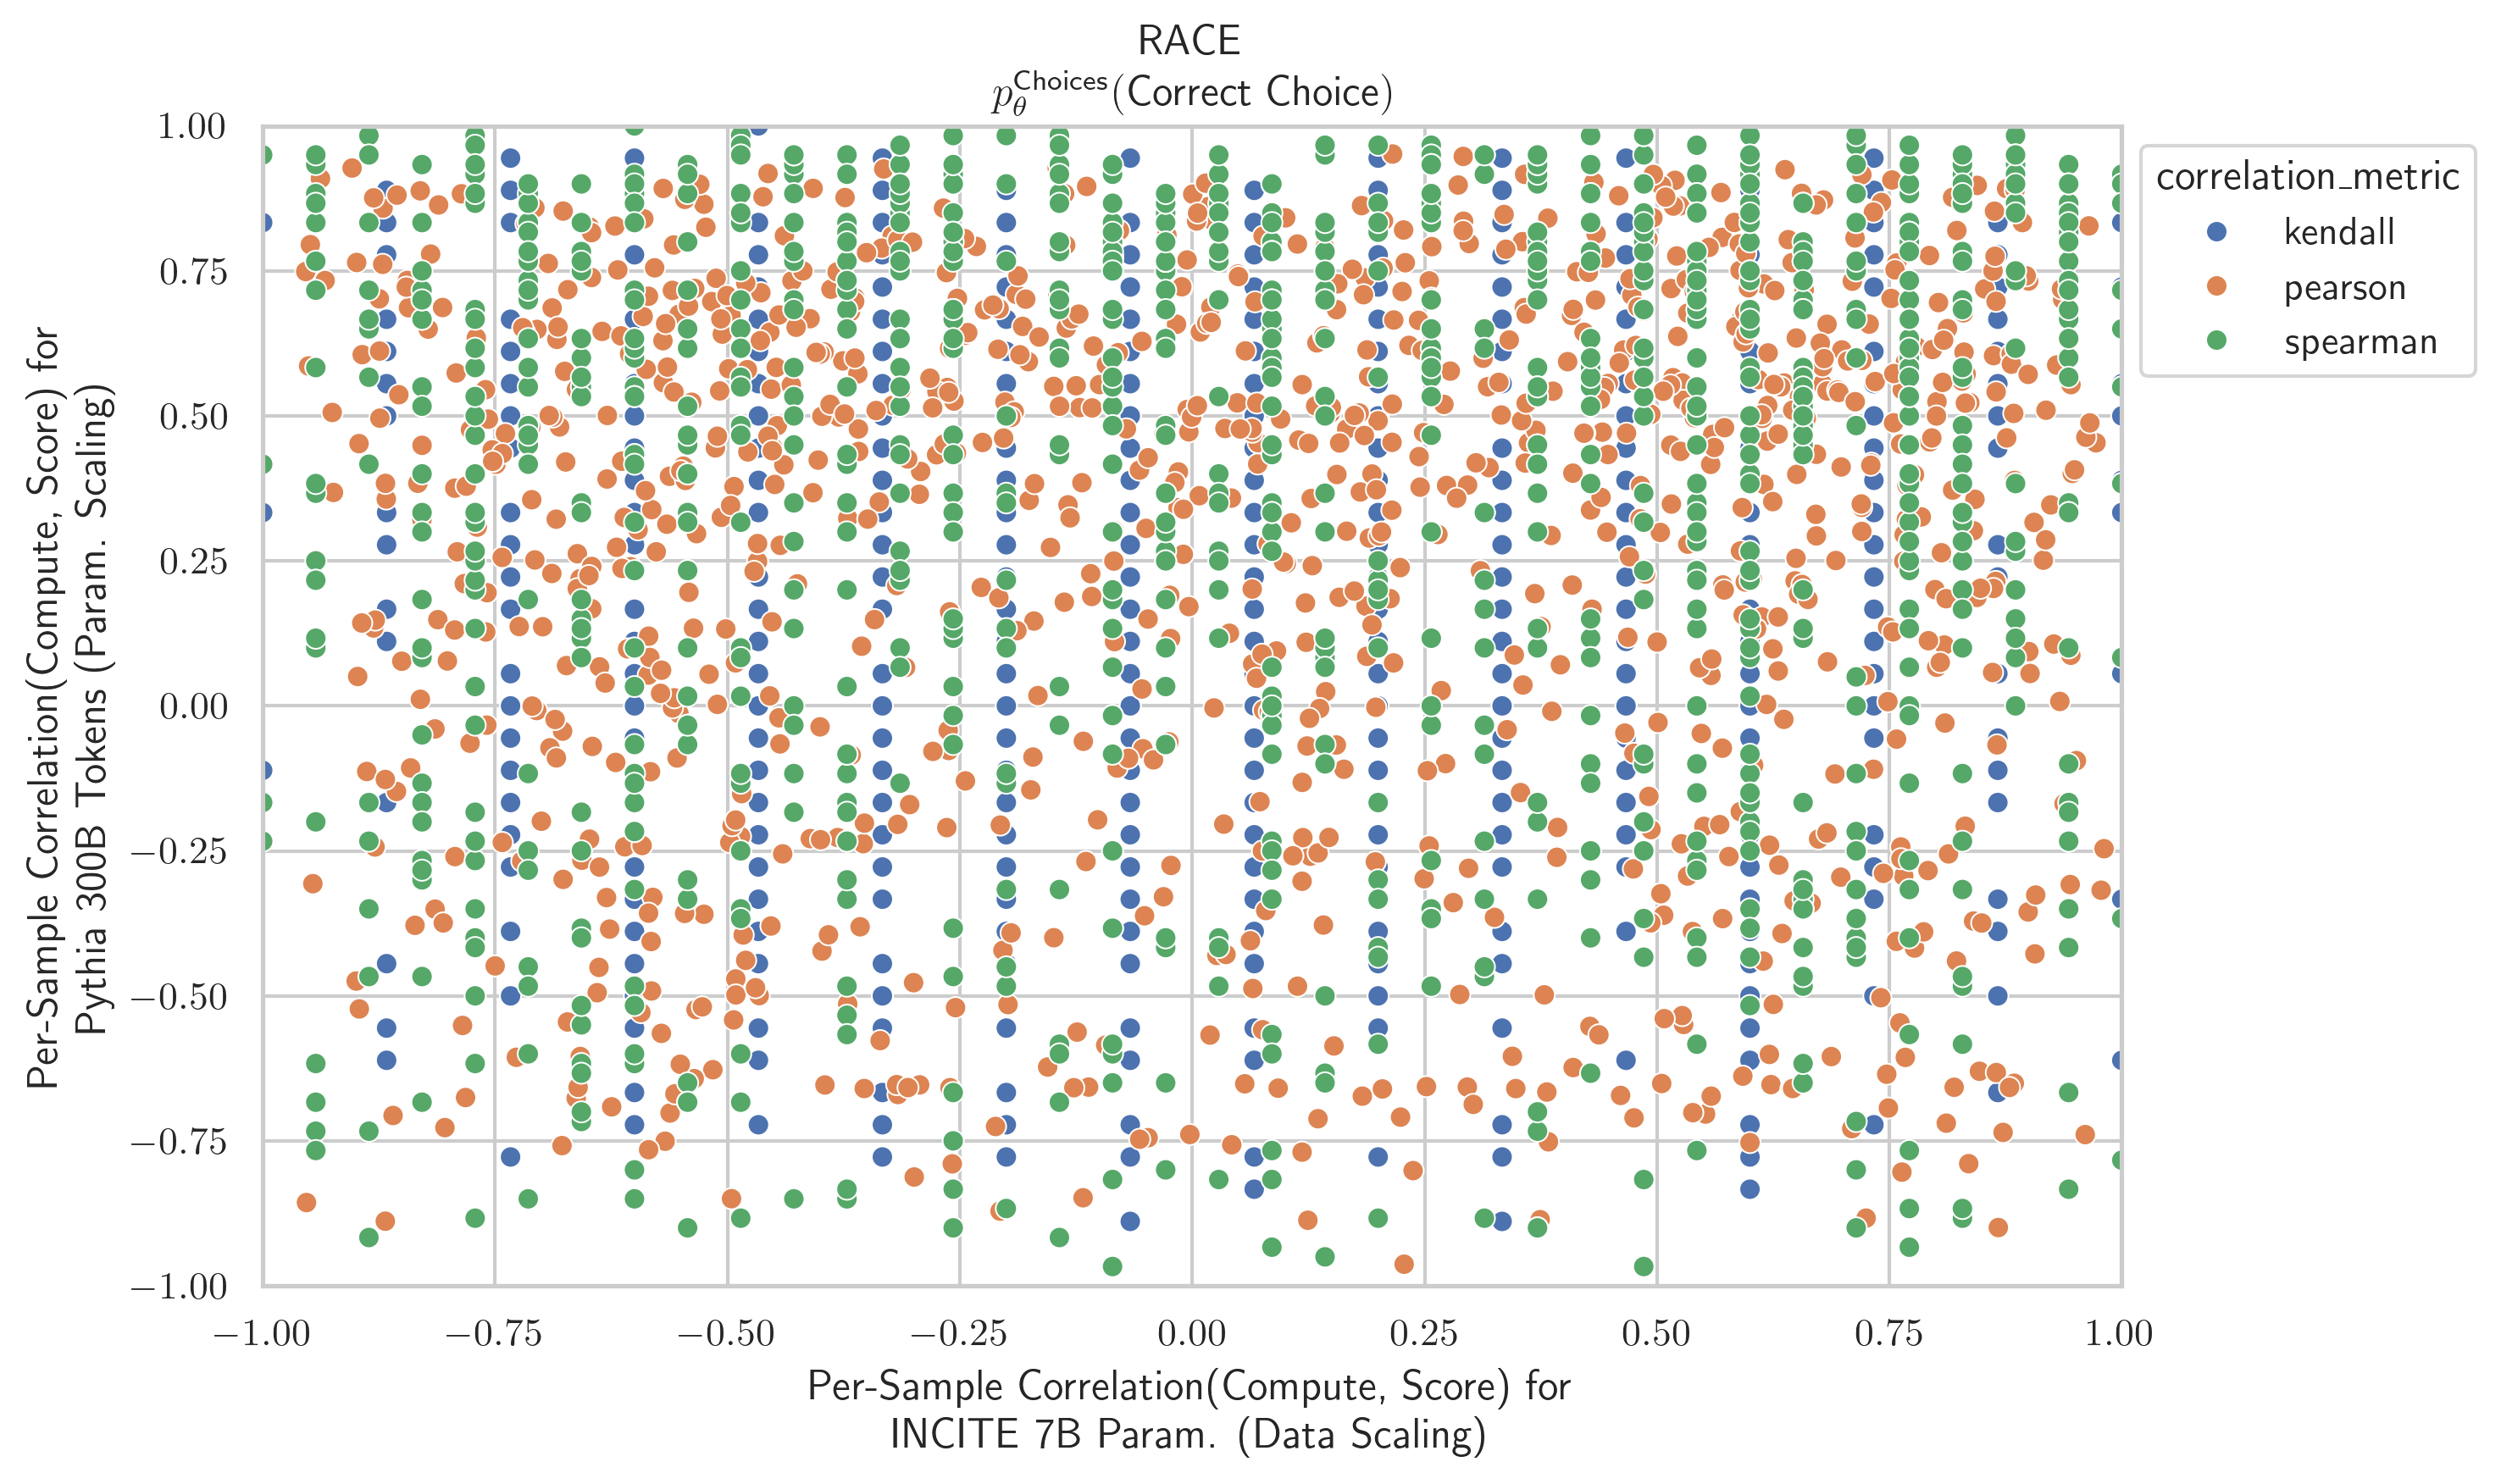 RACE
p_θ^Choices(Correct Choice)
correlation_metric
kendall
pearson
spearman
Per-Sample Correlation(Compute, Score) for
Pythia 300B Tokens (Param. Scaling)
1.00
0.75
0.50
0.25
0.00
−0.25
−0.50
−0.75
−1.00
−1.00 −0.75 −0.50 −0.25 0.00 0.25 0.50 0.75 1.00
Per-Sample Correlation(Compute, Score) for
INCITE 7B Param. (Data Scaling)